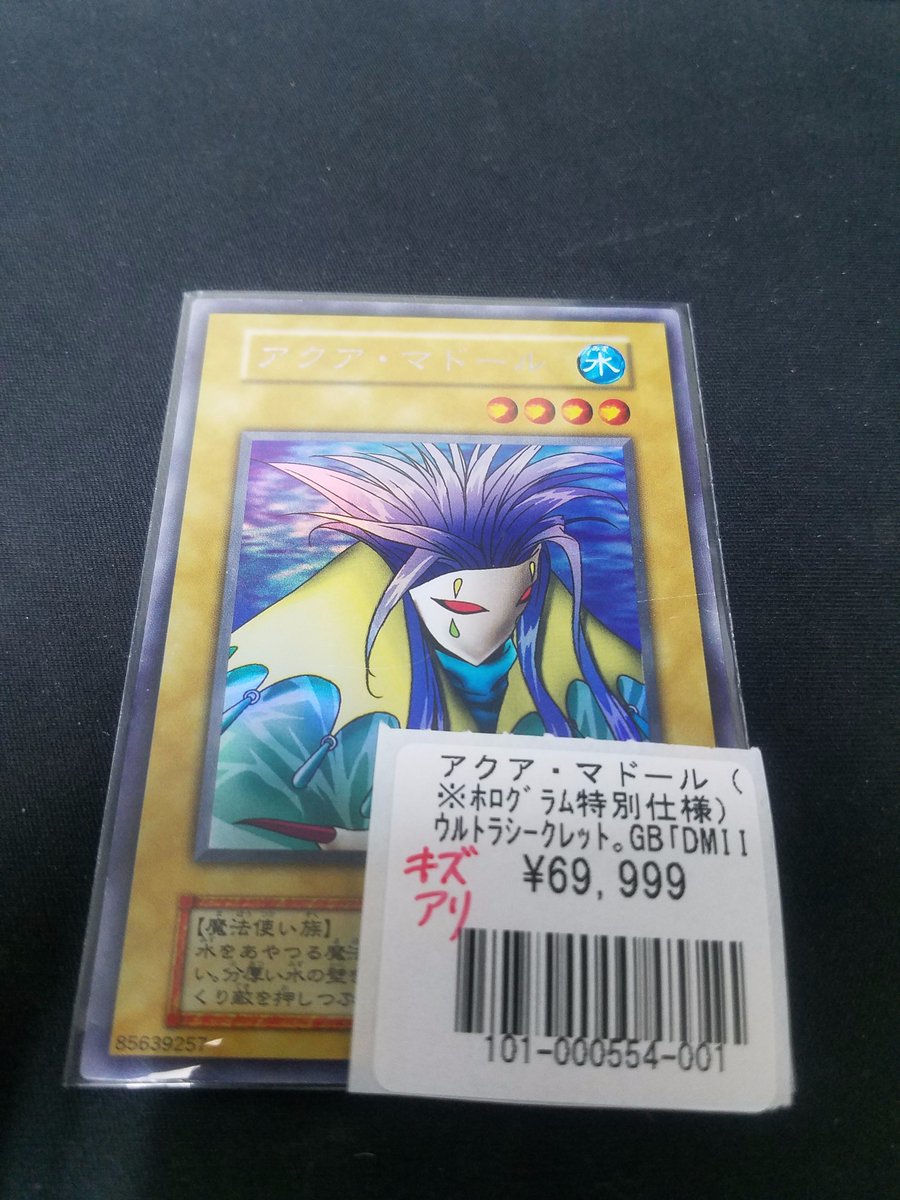 アクア・マドール
水
【魔法使い族】
水をあやつる魔法
い。分厚い水の壁を
くり敵を押しつぶ
85639257
アクア・マドール (
※ホログラム特別仕様)
ウルトラシークレット。GB「DMII
キズ
アリ
¥69,999
101-000554-001